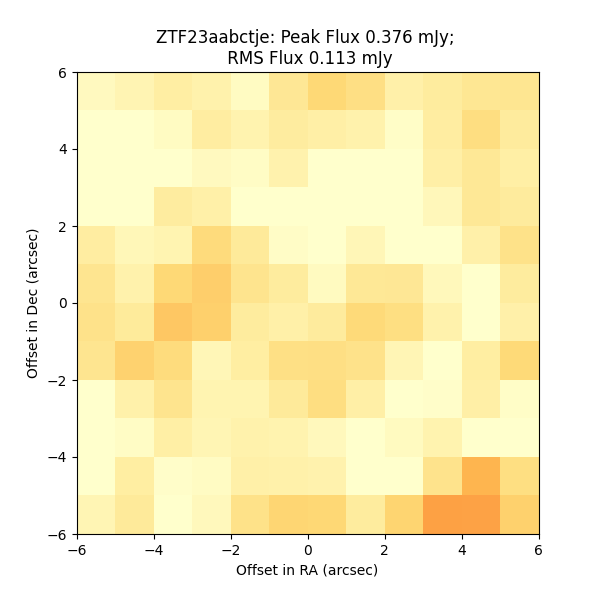 ZTF23aabctje: Peak Flux 0.376 mJy;
RMS Flux 0.113 mJy
6
4
2
0
−2
−4
−6
Offset in Dec (arcsec)
−6 −4 −2 0 2 4 6
Offset in RA (arcsec)